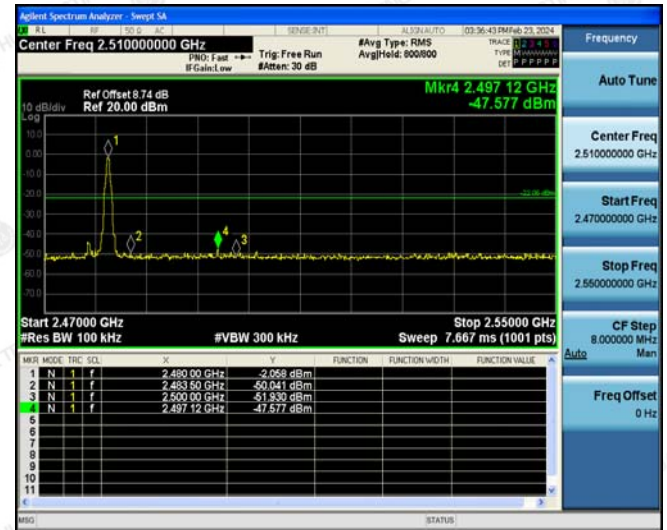 Agilent Spectrum Analyzer - Swept SA
RL RF 50 Ω AC SENSE:INT ALIGNAUTO 03:36:43 PM Feb 23, 2024
Center Freq 2.510000000 GHz
PNO: Fast
IFGain:Low
Trig: Free Run
#Atten: 30 dB
#Avg Type: RMS
Avg|Hold: 800/800
TRACE 1 2 3 4 5 6
TYPE
DET P P P P P P
Mkr4 2.497 12 GHz
-47.577 dBm
Ref Offset 8.74 dB
10 dB/div Ref 20.00 dBm
Log
10.0
0.00
-10.0
-20.0
-30.0
-40.0
-50.0
-60.0
-70.0
1
2
4
3
-22.06 dBm
Start 2.47000 GHz Stop 2.55000 GHz
#Res BW 100 kHz #VBW 300 kHz Sweep 7.667 ms (1001 pts)
MKR MODE TRC SCL X Y FUNCTION FUNCTION WIDTH FUNCTION VALUE
1 N 1 f 2.480 00 GHz -2.058 dBm
2 N 1 f 2.483 50 GHz -50.041 dBm
3 N 1 f 2.500 00 GHz -51.930 dBm
4 N 1 f 2.497 12 GHz -47.577 dBm
5
6
7
8
9
10
11
MSG STATUS
Frequency
Auto Tune
Center Freq
2.510000000 GHz
Start Freq
2.470000000 GHz
Stop Freq
2.550000000 GHz
CF Step
8.000000 MHz
Auto Man
Freq Offset
0 Hz